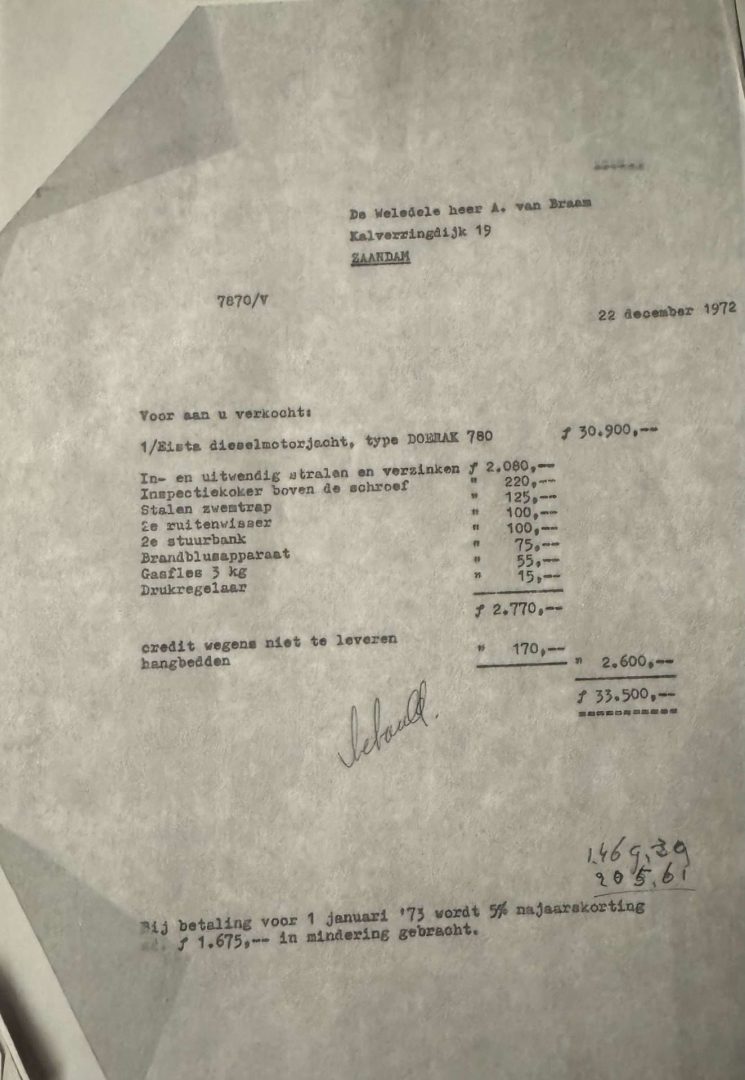 De Weledele heer A. van Braam
Kalverringdijk 19
ZAANDAM
7870/V
22 december 1972
Voor aan u verkocht:
1/Eista dieselmotorjacht, type DOERAK 780 ƒ 30.900,--
In- en uitwendig stralen en verzinken ƒ 2.080,--
Inspectiekoker boven de schroef " 220,--
Stalen zwemtrap " 125,--
2e ruitenwisser " 100,--
2e stuurbank " 100,--
Brandblusapparaat " 75,--
Gasfles 3 kg " 55,--
Drukregelaar " 15,--
ƒ 2.770,--
credit wegens niet te leveren
hangbedden " 170,-- " 2.600,--
ƒ 33.500,--
betaald.
1.469,39
205,61
Bij betaling voor 1 januari '73 wordt 5% najaarskorting
ad. ƒ 1.675,-- in mindering gebracht.